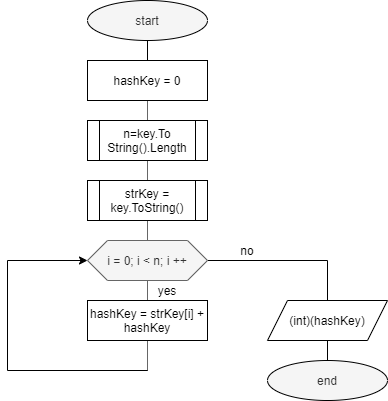 start
hashKey = 0
n=key.To
String().Length
strKey =
key.ToString()
i = 0; i < n; i ++
no
yes
hashKey = strKey[i] +
hashKey
(int)(hashKey)
end